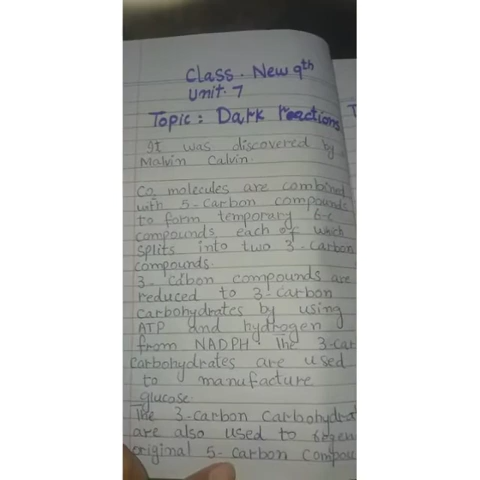 Class. New 9th
Unit. 7
Topic: Dark reactions
It was discovered by
Malvin Calvin.
Co molecules are combined
with 5-Carbon compounds
to form temporary 6-c
compounds, each of which
splits into two 3-Carbon
compounds.
3-Cabon compounds are
reduced to 3-Carbon
carbohydrates by using
ATP and hydrogen
from NADPH. The 3-car
carbohydrates are used
to manufacture
glucose.
The 3-carbon Carbohydrat
are also used to
original 5-Carbon Compou